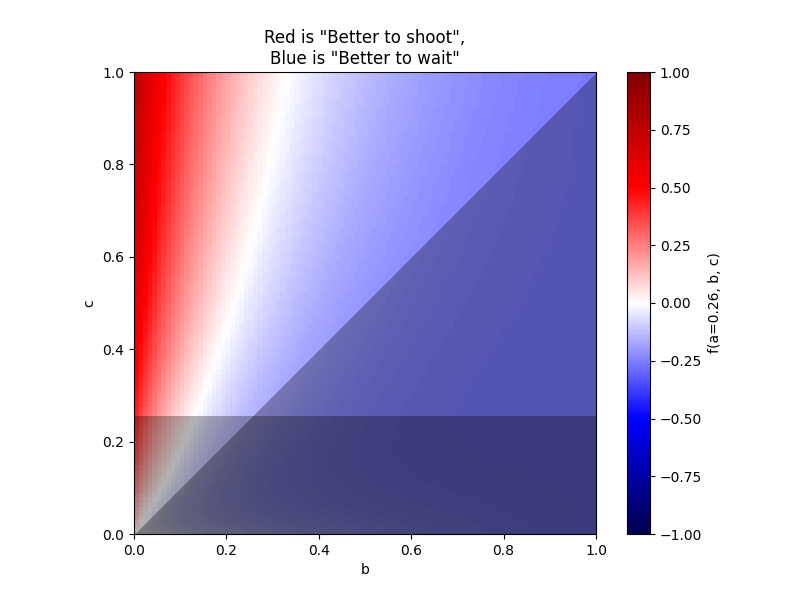 Red is "Better to shoot",
Blue is "Better to wait"
1.0
0.8
0.6
0.4
0.2
0.0
c
0.0 0.2 0.4 0.6 0.8 1.0
b
1.00
0.75
0.50
0.25
0.00
−0.25
−0.50
−0.75
−1.00
f(a=0.26, b, c)